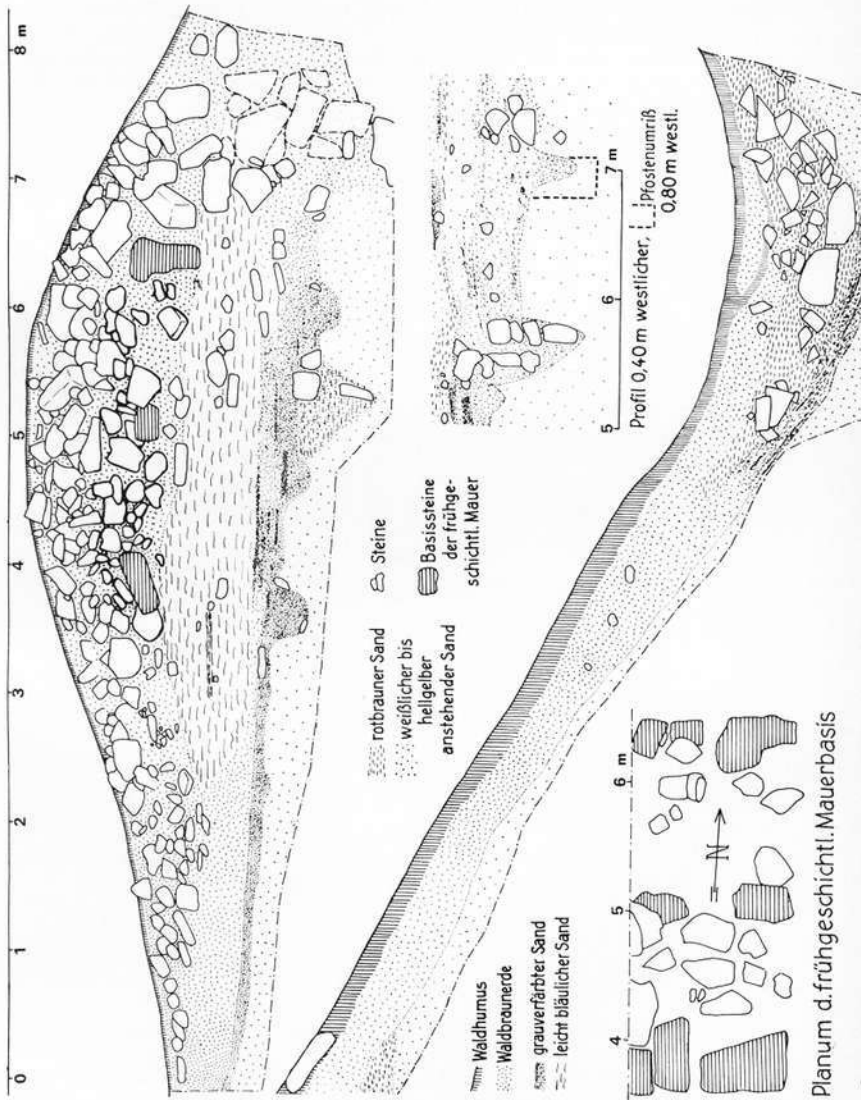 0 1 2 3 4 5 6 7 8 m
rotbrauner Sand
weißlicher bis
hellgelber
anstehender Sand
Steine
Basissteine
der frühge-
schichtl. Mauer
5 6 7 m
Profil 0,40 m westlicher,
Pfostenumriß
0,80 m westl.
Waldhumus
Waldbraunerde
grauverfärbter Sand
leicht bläulicher Sand
4 5 6 m
N
Planum d. frühgeschichtl. Mauerbasis